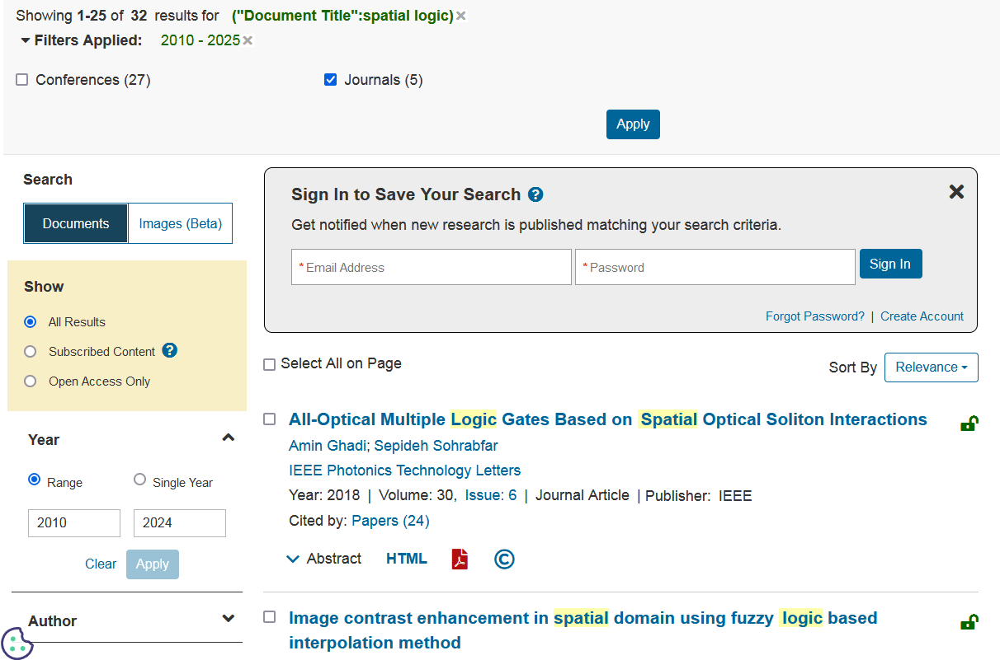 Showing 1-25 of 32 results for ("Document Title":spatial logic) ×
Filters Applied: 2010 - 2025 ×
Conferences (27) Journals (5)
Apply
Search
Documents Images (Beta)
Show
All Results
Subscribed Content ?
Open Access Only
Year
Range Single Year
2010 2024
Clear Apply
Author
Sign In to Save Your Search ?
Get notified when new research is published matching your search criteria.
* Email Address * Password Sign In
Forgot Password? | Create Account
Select All on Page Sort By Relevance
All-Optical Multiple Logic Gates Based on Spatial Optical Soliton Interactions
Amin Ghadi; Sepideh Sohrabfar
IEEE Photonics Technology Letters
Year: 2018 | Volume: 30, Issue: 6 | Journal Article | Publisher: IEEE
Cited by: Papers (24)
Abstract HTML ©
Image contrast enhancement in spatial domain using fuzzy logic based
interpolation method